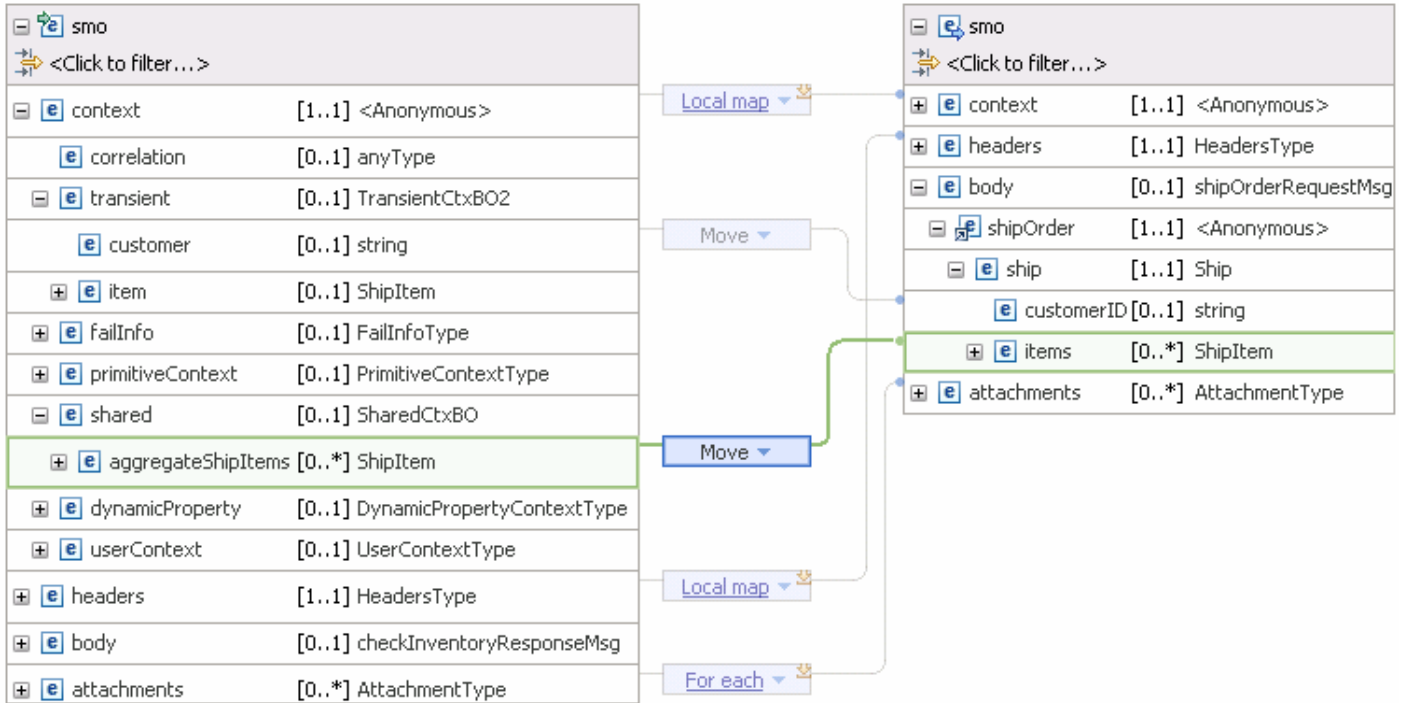 smo
<Click to filter...>
context [1..1] <Anonymous>
correlation [0..1] anyType
transient [0..1] TransientCtxBO2
customer [0..1] string
item [0..1] ShipItem
failInfo [0..1] FailInfoType
primitiveContext [0..1] PrimitiveContextType
shared [0..1] SharedCtxBO
aggregateShipItems [0..*] ShipItem
dynamicProperty [0..1] DynamicPropertyContextType
userContext [0..1] UserContextType
headers [1..1] HeadersType
body [0..1] checkInventoryResponseMsg
attachments [0..*] AttachmentType
Local map
Move
Move
Local map
For each
smo
<Click to filter...>
context [1..1] <Anonymous>
headers [1..1] HeadersType
body [0..1] shipOrderRequestMsg
shipOrder [1..1] <Anonymous>
ship [1..1] Ship
customerID [0..1] string
items [0..*] ShipItem
attachments [0..*] AttachmentType